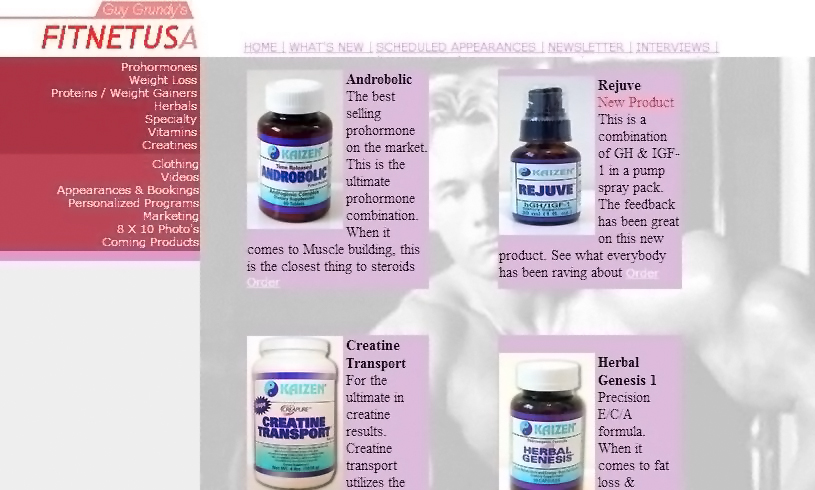 Guy Grundy's
FITNETUSA
HOME | WHAT'S NEW | SCHEDULED APPEARANCES | NEWSLETTER | INTERVIEWS |
Prohormones
Weight Loss
Proteins / Weight Gainers
Herbals
Specialty
Vitamins
Creatines
Clothing
Videos
Appearances & Bookings
Personalized Programs
Marketing
8 X 10 Photo's
Coming Products
KAIZEN
Time Released
ANDROBOLIC
Androbolic
The best
selling
prohormone
on the market.
This is the
ultimate
prohormone
combination.
When it
comes to Muscle building, this
is the closest thing to steroids
Order
KAIZEN
REJUVE
hGH/IGF-1
Rejuve
New Product
This is a
combination
of GH & IGF-
1 in a pump
spray pack.
The feedback
has been great
on this new
product. See what everybody
has been raving about Order
KAIZEN
CREAPURE
CREATINE
TRANSPORT
Creatine
Transport
For the
ultimate in
creatine
results.
Creatine
transport
utilizes the
KAIZEN
HERBAL
GENESIS
Herbal
Genesis 1
Precision
E/C/A
formula.
When it
comes to fat
loss &